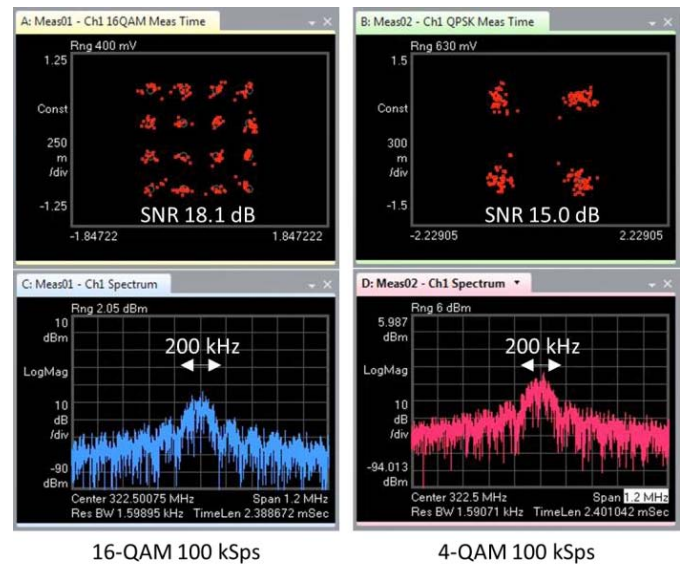 A: Meas01 - Ch1 16QAM Meas Time
Rng 400 mV
1.25
Const
250
m
/div
-1.25
SNR 18.1 dB
-1.84722 1.847222
B: Meas02 - Ch1 QPSK Meas Time
Rng 630 mV
1.5
Const
300
m
/div
-1.5
SNR 15.0 dB
-2.22905 2.22905
C: Meas01 - Ch1 Spectrum
Rng 2.05 dBm
10
dBm
LogMag
10
dB
/div
-90
dBm
200 kHz
Center 322.50075 MHz Span 1.2 MHz
Res BW 1.59895 kHz TimeLen 2.388672 mSec
D: Meas02 - Ch1 Spectrum
Rng 6 dBm
5.987
dBm
LogMag
10
dB
/div
-94.013
dBm
200 kHz
Center 322.5 MHz Span 1.2 MHz
Res BW 1.59071 kHz TimeLen 2.401042 mSec
16-QAM 100 kSps
4-QAM 100 kSps